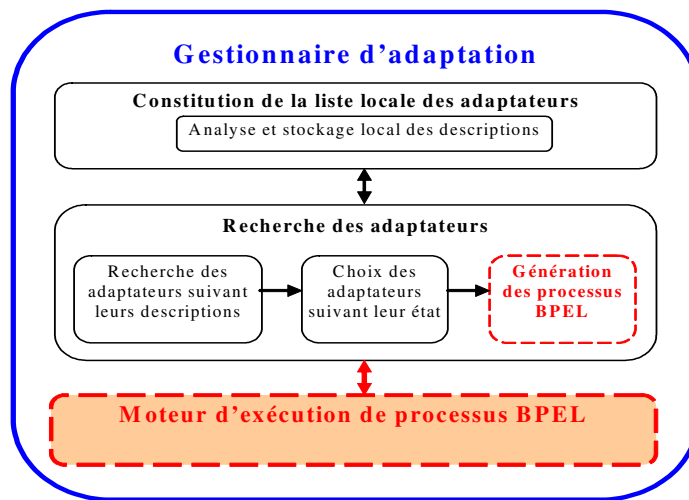 Gestionnaire d'adaptation
Constitution de la liste locale des adaptateurs
Analyse et stockage local des descriptions
Recherche des adaptateurs
Recherche des
adaptateurs suivant
leurs descriptions
Choix des
adaptateurs
suivant leur état
Génération
des processus
BPEL
Moteur d'exécution de processus BPEL